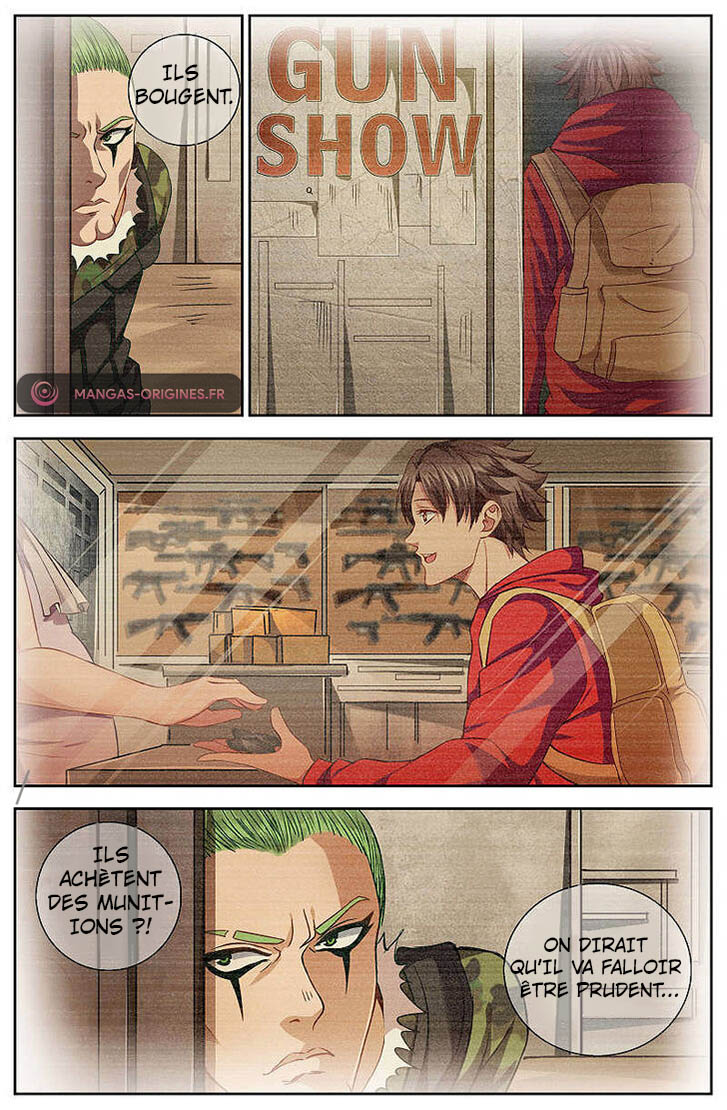 ILS
BOUGENT.
GUN
SHOW
MANGAS-ORIGINES.FR
ILS
ACHÈTENT
DES MUNIT-
IONS ?!
ON DIRAIT
QU'IL VA FALLOIR
ÊTRE PRUDENT...